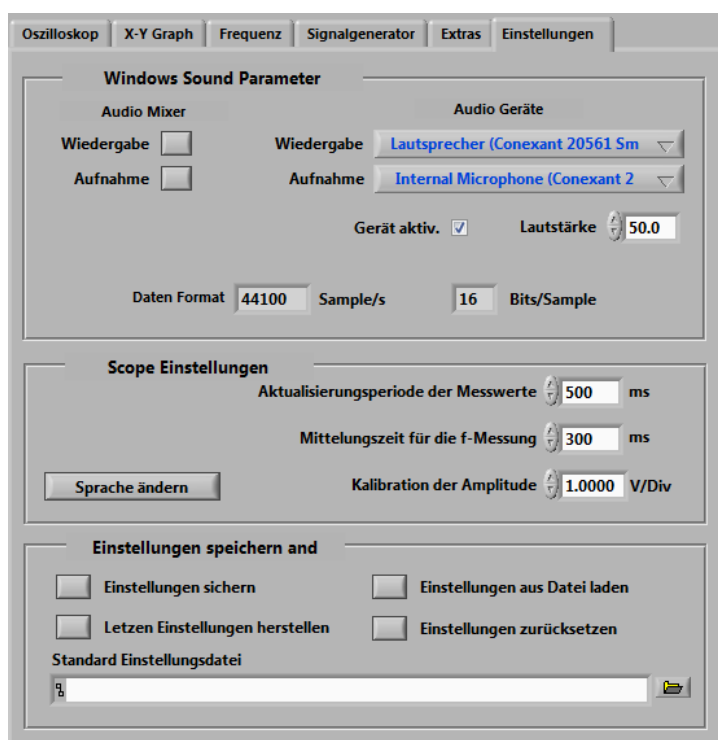 Oszilloskop X-Y Graph Frequenz Signalgenerator Extras Einstellungen
Windows Sound Parameter
Audio Mixer Audio Geräte
Wiedergabe Wiedergabe Lautsprecher (Conexant 20561 Sm
Aufnahme Aufnahme Internal Microphone (Conexant 2
Gerät aktiv. Lautstärke 50.0
Daten Format 44100 Sample/s 16 Bits/Sample
Scope Einstellungen
Aktualisierungsperiode der Messwerte 500 ms
Mittelungszeit für die f-Messung 300 ms
Sprache ändern Kalibration der Amplitude 1.0000 V/Div
Einstellungen speichern and
Einstellungen sichern Einstellungen aus Datei laden
Letzen Einstellungen herstellen Einstellungen zurücksetzen
Standard Einstellungsdatei